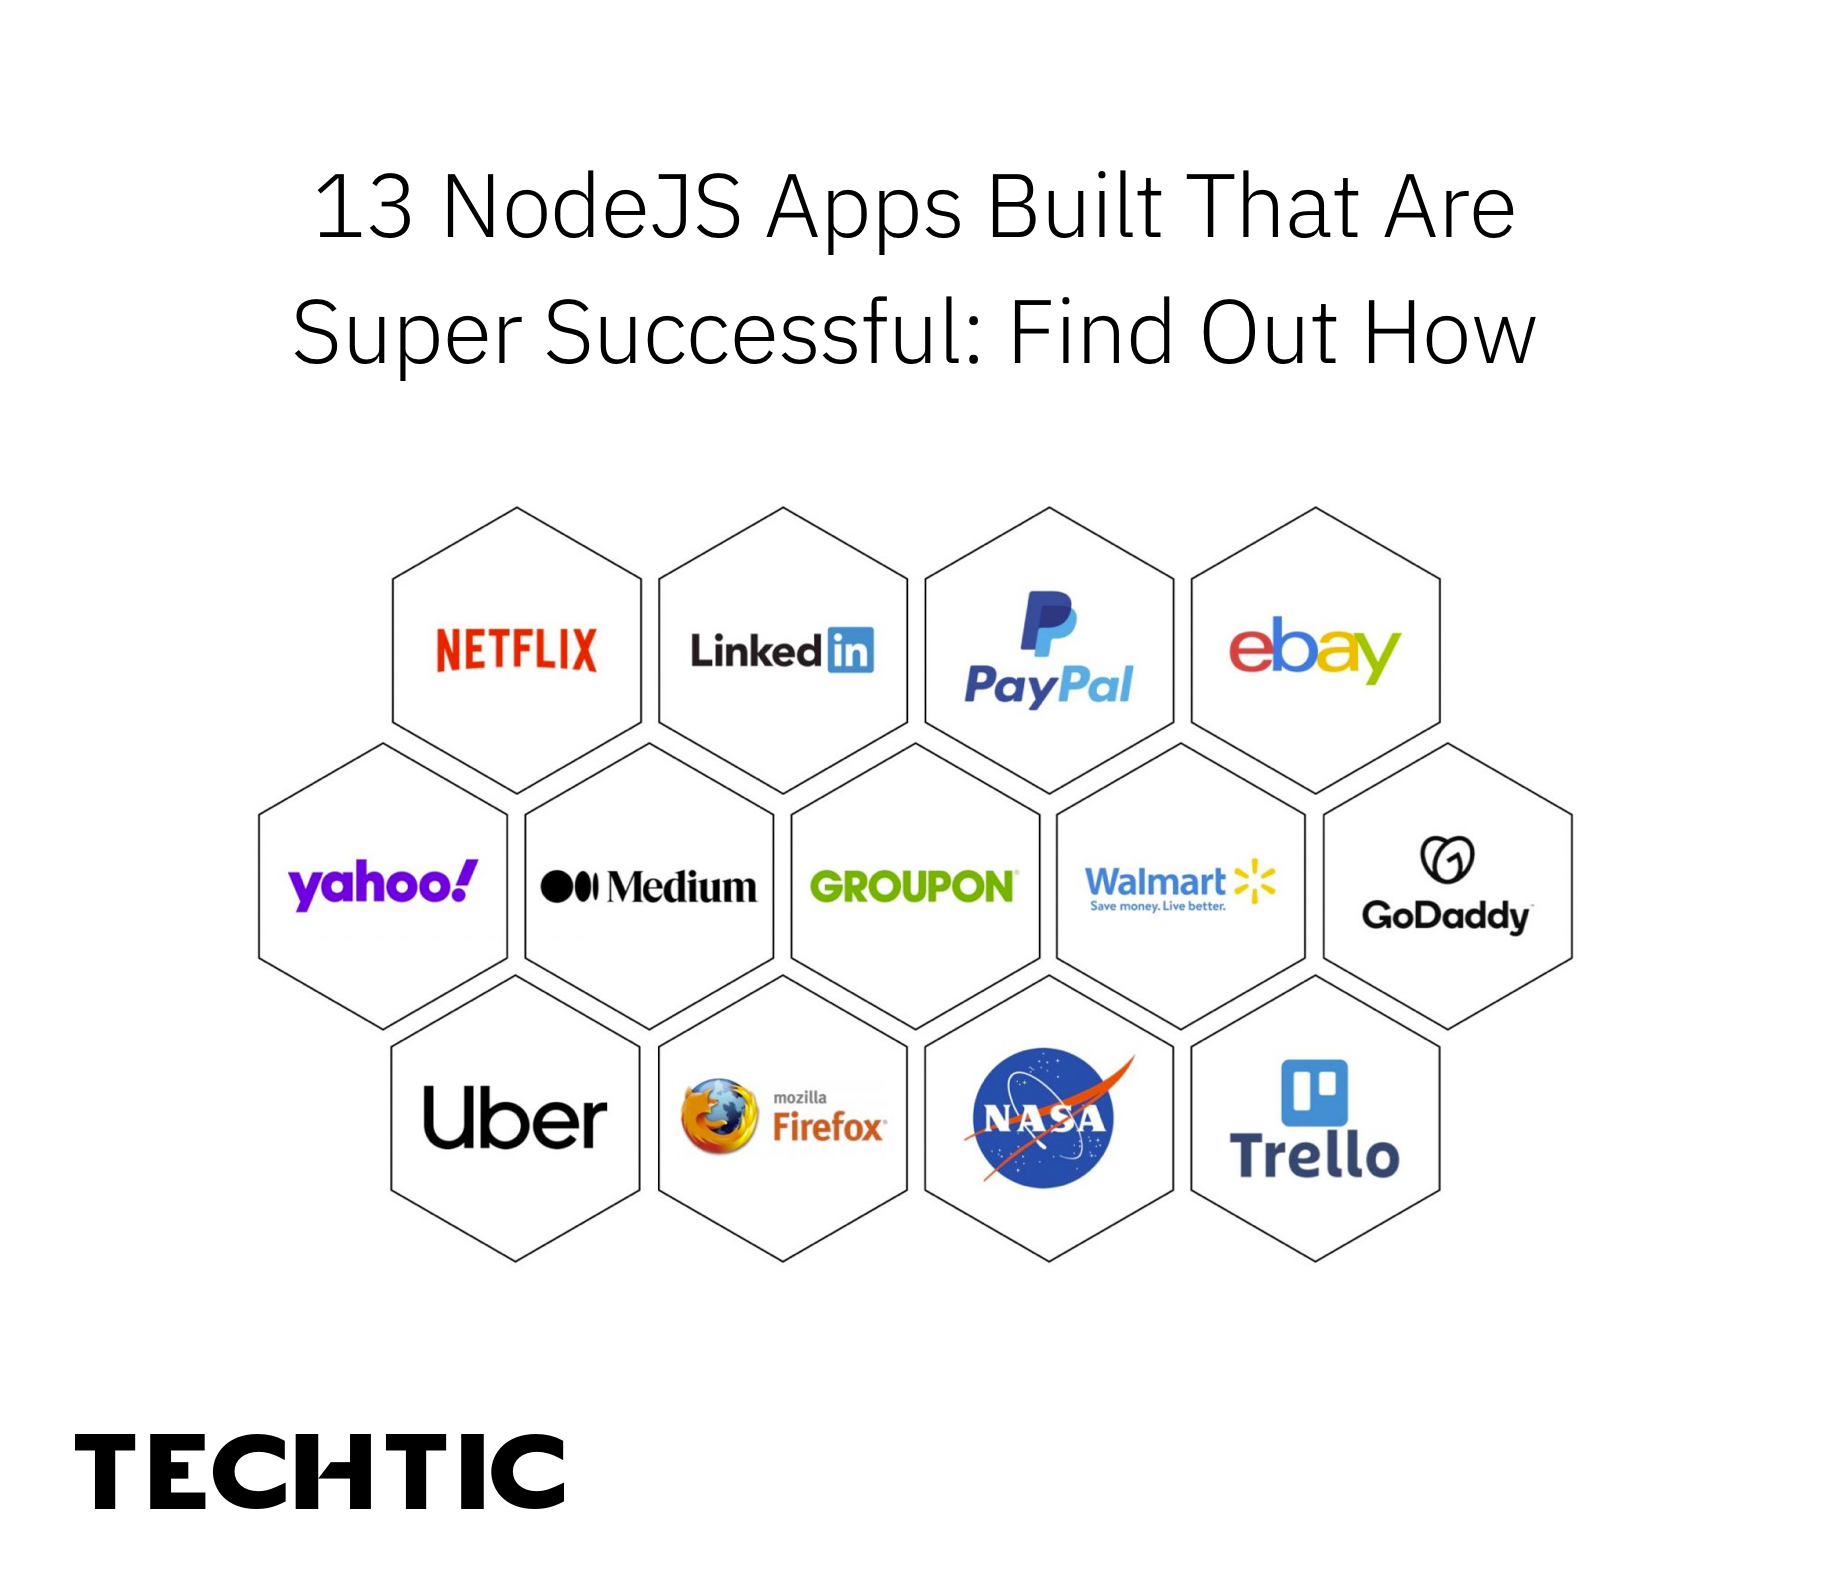 13 NodeJS Apps Built That Are
Super Successful: Find Out How
NETFLIX
Linked in
PayPal
ebay
yahoo!
Medium
GROUPON
Walmart
Save money. Live better.
GoDaddy
Uber
mozilla
Firefox
NASA
Trello
TECHTIC